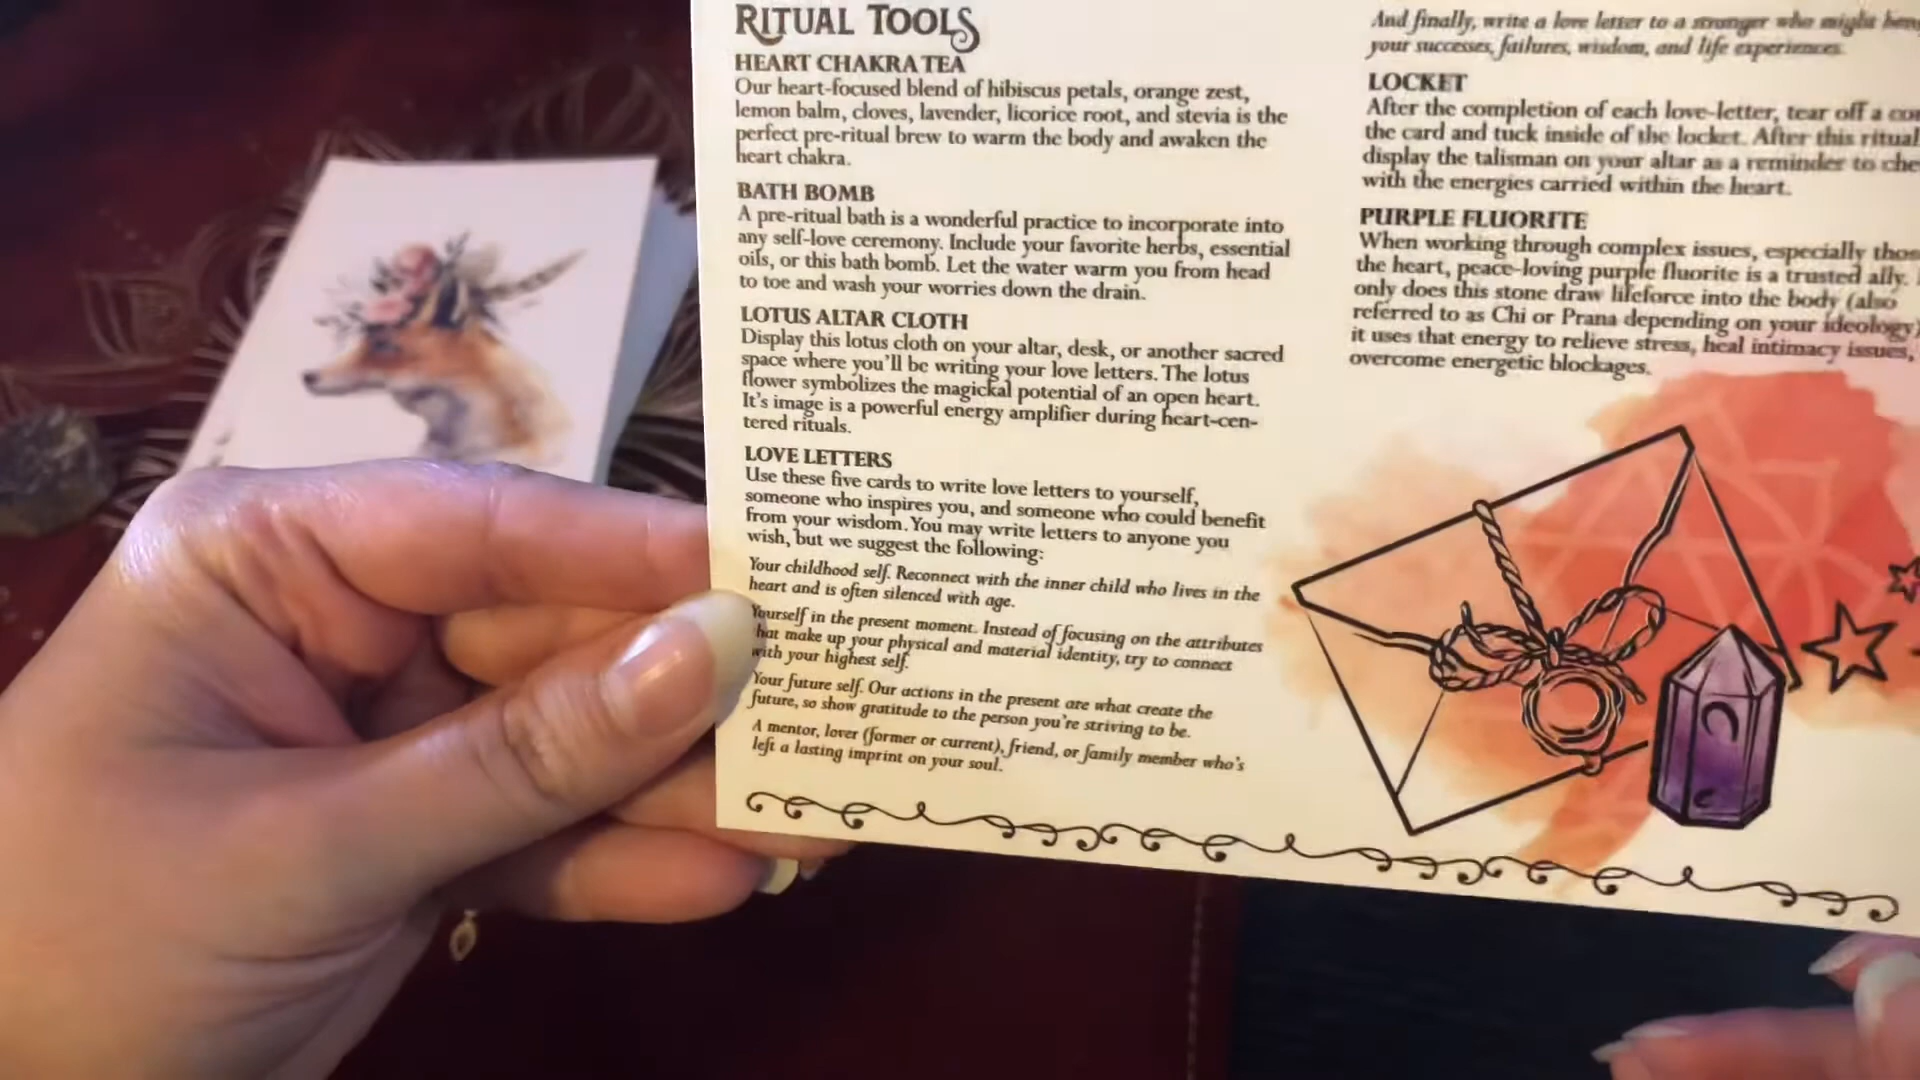 RITUAL TOOLS
HEART CHAKRA TEA
Our heart-focused blend of hibiscus petals, orange zest,
lemon balm, cloves, lavender, licorice root, and stevia is the
perfect pre-ritual brew to warm the body and awaken the
heart chakra.
BATH BOMB
A pre-ritual bath is a wonderful practice to incorporate into
any self-love ceremony. Include your favorite herbs, essential
oils, or this bath bomb. Let the water warm you from head
to toe and wash your worries down the drain.
LOTUS ALTAR CLOTH
Display this lotus cloth on your altar, desk, or another sacred
space where you'll be writing your love letters. The lotus
flower symbolizes the magickal potential of an open heart.
It's image is a powerful energy amplifier during heart-cen-
tered rituals.
LOVE LETTERS
Use these five cards to write love letters to yourself,
someone who inspires you, and someone who could benefit
from your wisdom. You may write letters to anyone you
wish, but we suggest the following:
Your childhood self. Reconnect with the inner child who lives in the
heart and is often silenced with age.
Yourself in the present moment. Instead of focusing on the attributes
that make up your physical and material identity, try to connect
with your highest self.
Your future self. Our actions in the present are what create the
future, so show gratitude to the person you're striving to be.
A mentor, lover (former or current), friend, or family member who's
left a lasting imprint on your soul.
And finally, write a love letter to a stranger who might
your successes, failures, wisdom, and life experiences.
LOCKET
After the completion of each love-letter, tear off a
the card and tuck inside of the locket. After this ritual
display the talisman on your altar as a reminder to
with the energies carried within the heart.
PURPLE FLUORITE
When working through complex issues, especially
the heart, peace-loving purple fluorite is a trusted ally.
only does this stone draw lifeforce into the body (also
referred to as Chi or Prana depending on your ideology)
it uses that energy to relieve stress, heal intimacy issues,
overcome energetic blockages.